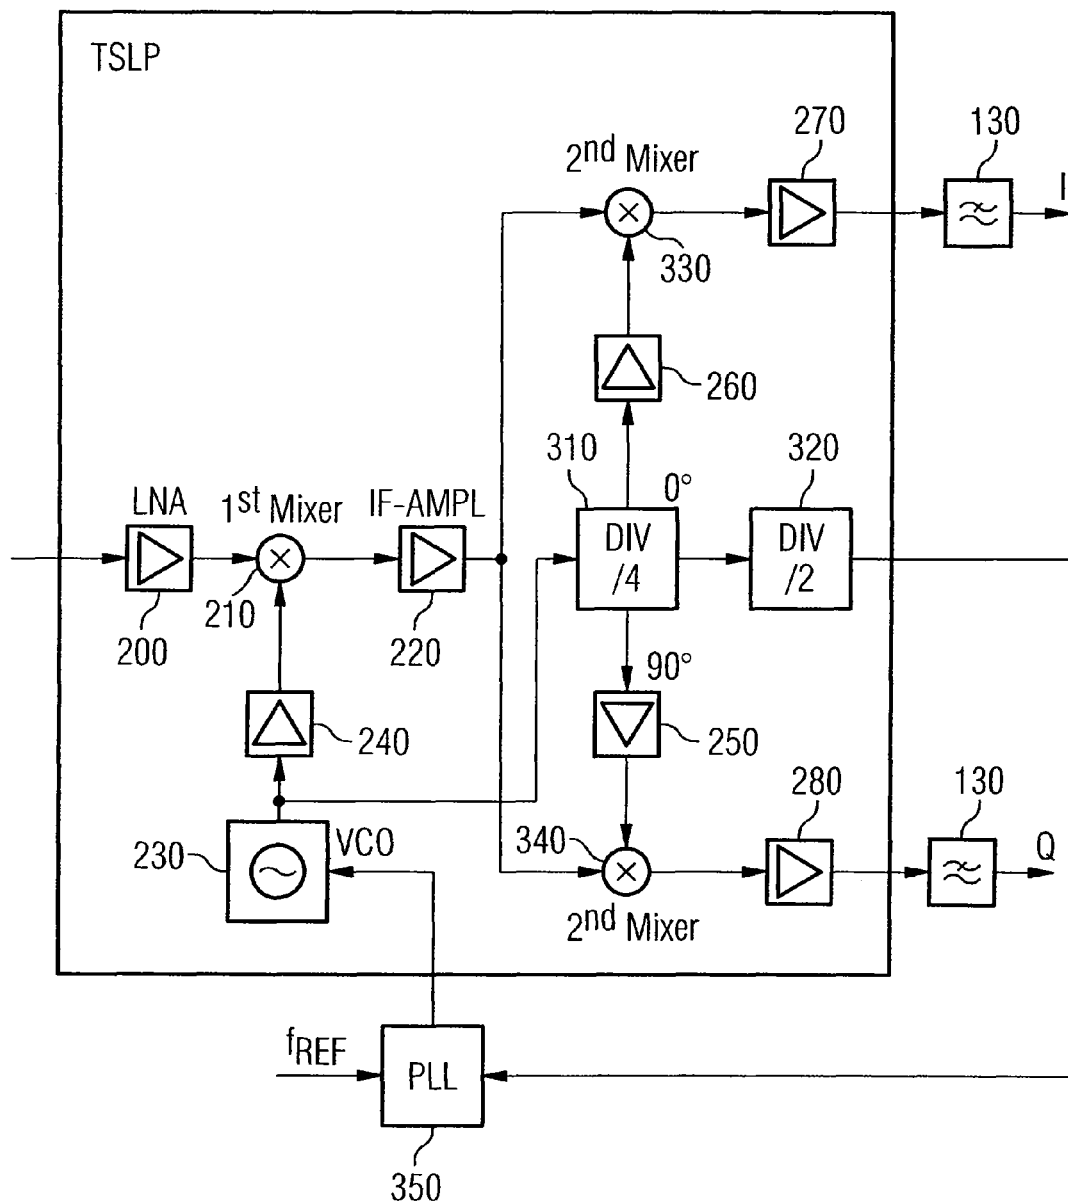 TSLP
270
130
2nd Mixer
I
330
260
310
320
0°
LNA
1st Mixer
IF-AMPL
DIV
/4
DIV
/2
210
200
220
90°
240
250
280
130
VCO
340
Q
230
2nd Mixer
fREF
PLL
350